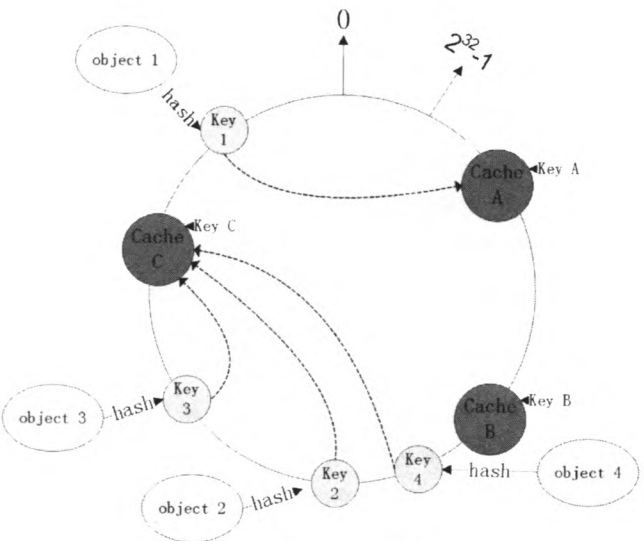 0
2^32-1
object 1
hash
Key
1
Cache
A
Key A
Key C
Cache
C
Key
3
object 3
hash
Cache
B
Key B
Key
2
Key
4
hash
object 4
hash
object 2